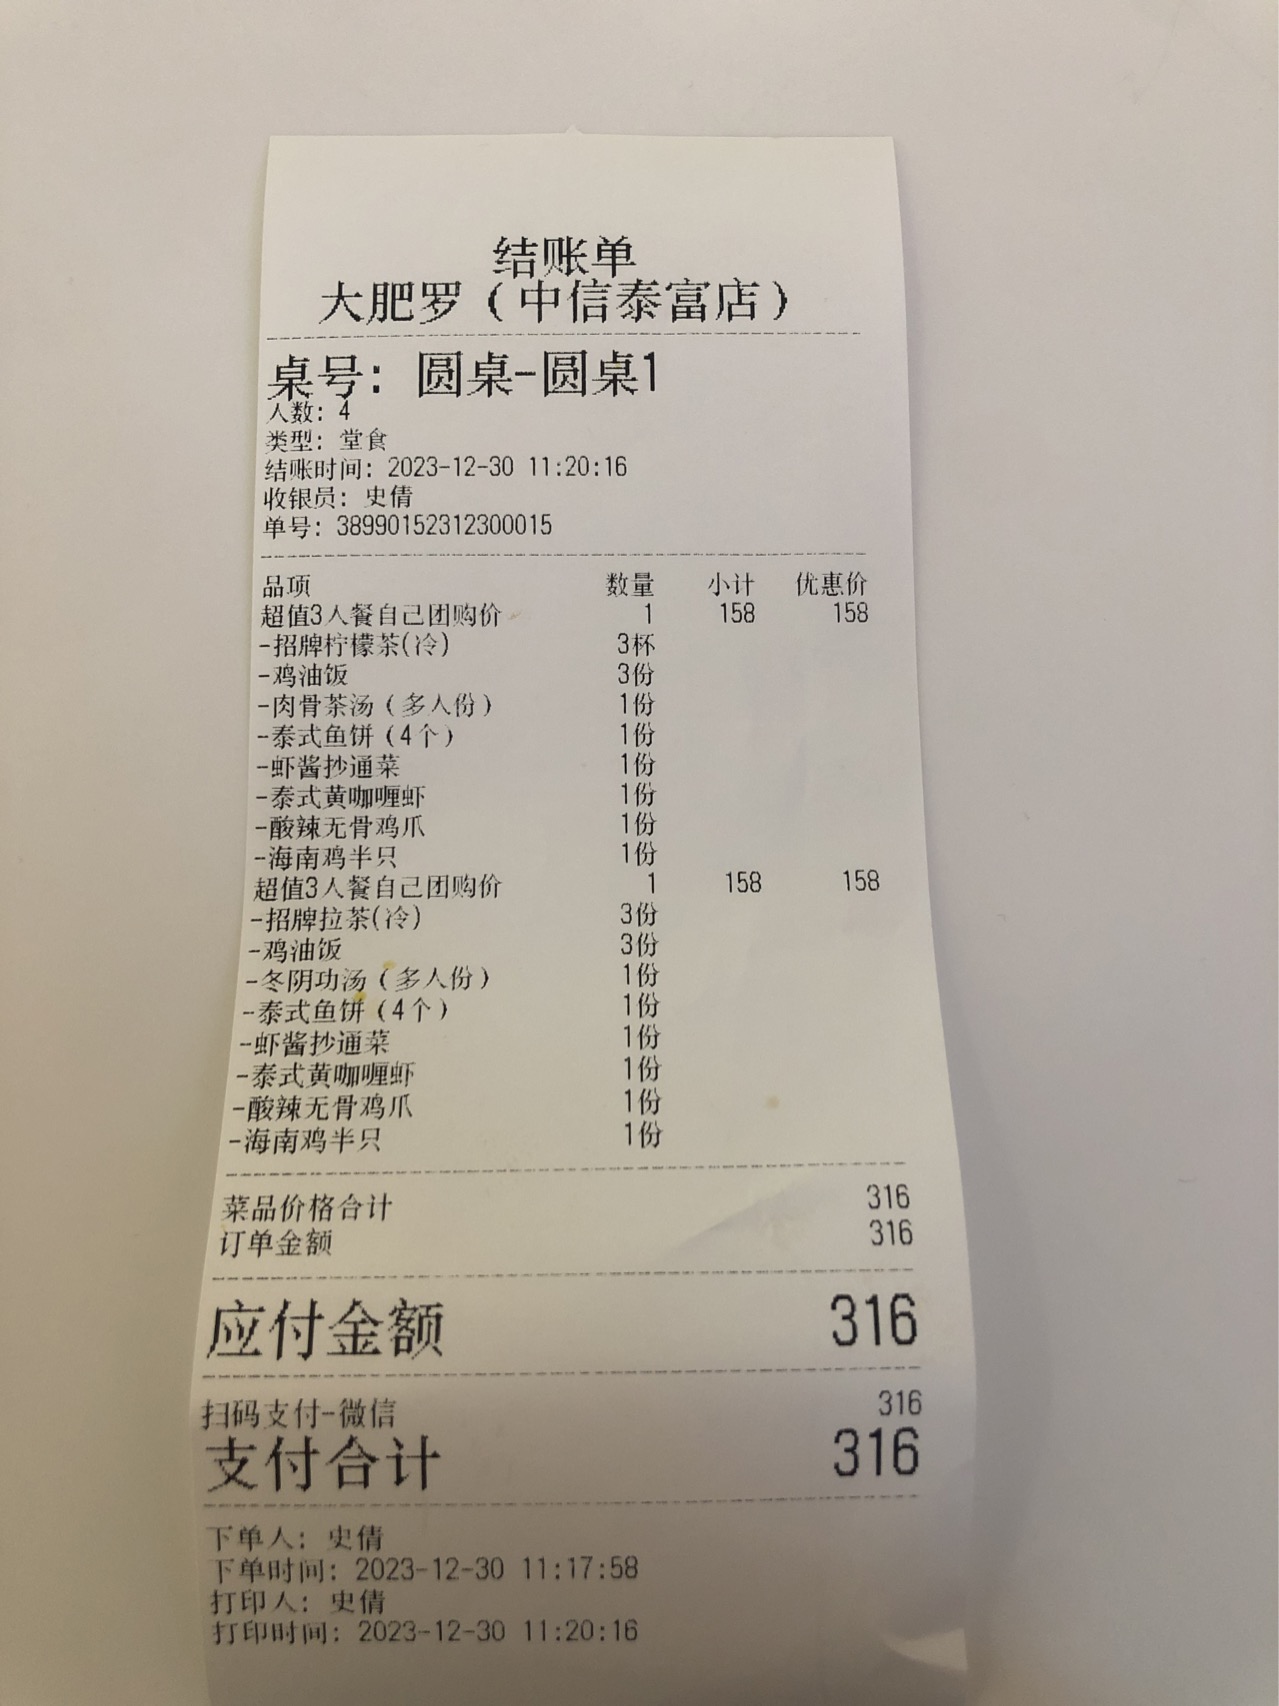 结账单
大肥罗（中信泰富店）
桌号: 圆桌-圆桌1
人数: 4
类型: 堂食
结账时间: 2023-12-30 11:20:16
收银员: 史倩
单号: 38990152312300015
品项 数量 小计 优惠价
超值3人餐自己团购价 1 158 158
-招牌柠檬茶(冷) 3杯
-鸡油饭 3份
-肉骨茶汤（多人份） 1份
-泰式鱼饼（4个） 1份
-虾酱抄通菜 1份
-泰式黄咖喱虾 1份
-酸辣无骨鸡爪 1份
-海南鸡半只 1份
超值3人餐自己团购价 1 158 158
-招牌拉茶(冷) 3份
-鸡油饭 3份
-冬阴功汤（多人份） 1份
-泰式鱼饼（4个） 1份
-虾酱抄通菜 1份
-泰式黄咖喱虾 1份
-酸辣无骨鸡爪 1份
-海南鸡半只 1份
菜品价格合计 316
订单金额 316
应付金额 316
扫码支付-微信 316
支付合计 316
下单人: 史倩
下单时间: 2023-12-30 11:17:58
打印人: 史倩
打印时间: 2023-12-30 11:20:16